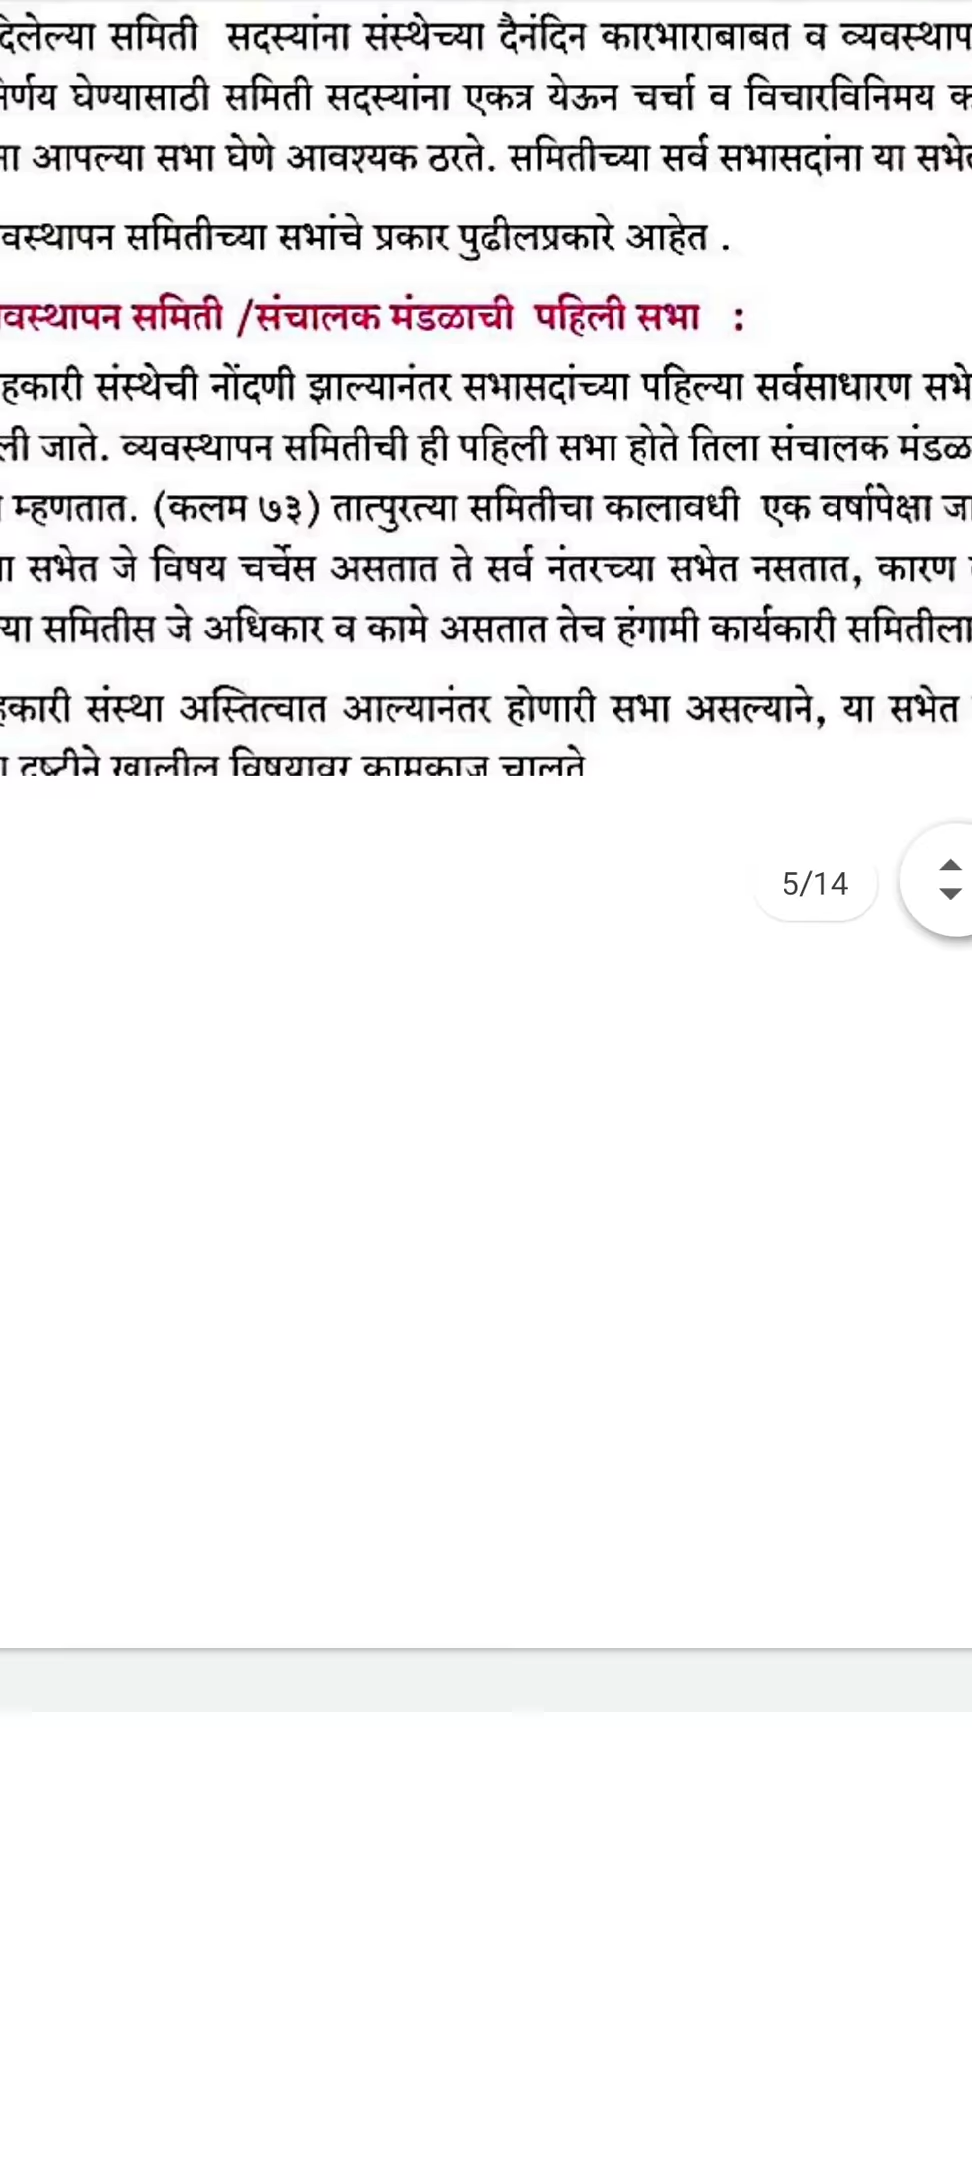 दिलेल्या समिती सदस्यांना संस्थेच्या दैनंदिन कारभाराबाबत व
घेण्यासाठी समिती सदस्यांना एकत्र येऊन चर्चा व विचारविनिमय
आपल्या सभा घेणे आवश्यक ठरते. समितीच्या सर्व सभासदांना या
वस्थापन समितीच्या सभांचे प्रकार पुढीलप्रकारे आहेत .
वस्थापन समिती /संचालक मंडळाची पहिली सभा :
हकारी संस्थेची नोंदणी झाल्यानंतर सभासदांच्या पहिल्या सर्वसाधारण
ली जाते. व्यवस्थापन समितीची ही पहिली सभा होते तिला संचालक मंडळ
म्हणतात. (कलम ७३) तात्पुरत्या समितीचा कालावधी एक वर्षापेक्षा
सभेत जे विषय चर्चेस असतात ते सर्व नंतरच्या सभेत नसतात, कारण
या समितीस जे अधिकार व कामे असतात तेच हंगामी कार्यकारी समितीला
हकारी संस्था अस्तित्वात आल्यानंतर होणारी सभा असल्याने, या सभेत
दृष्टीने खालील विषयावर कामकाज चालते
5/14